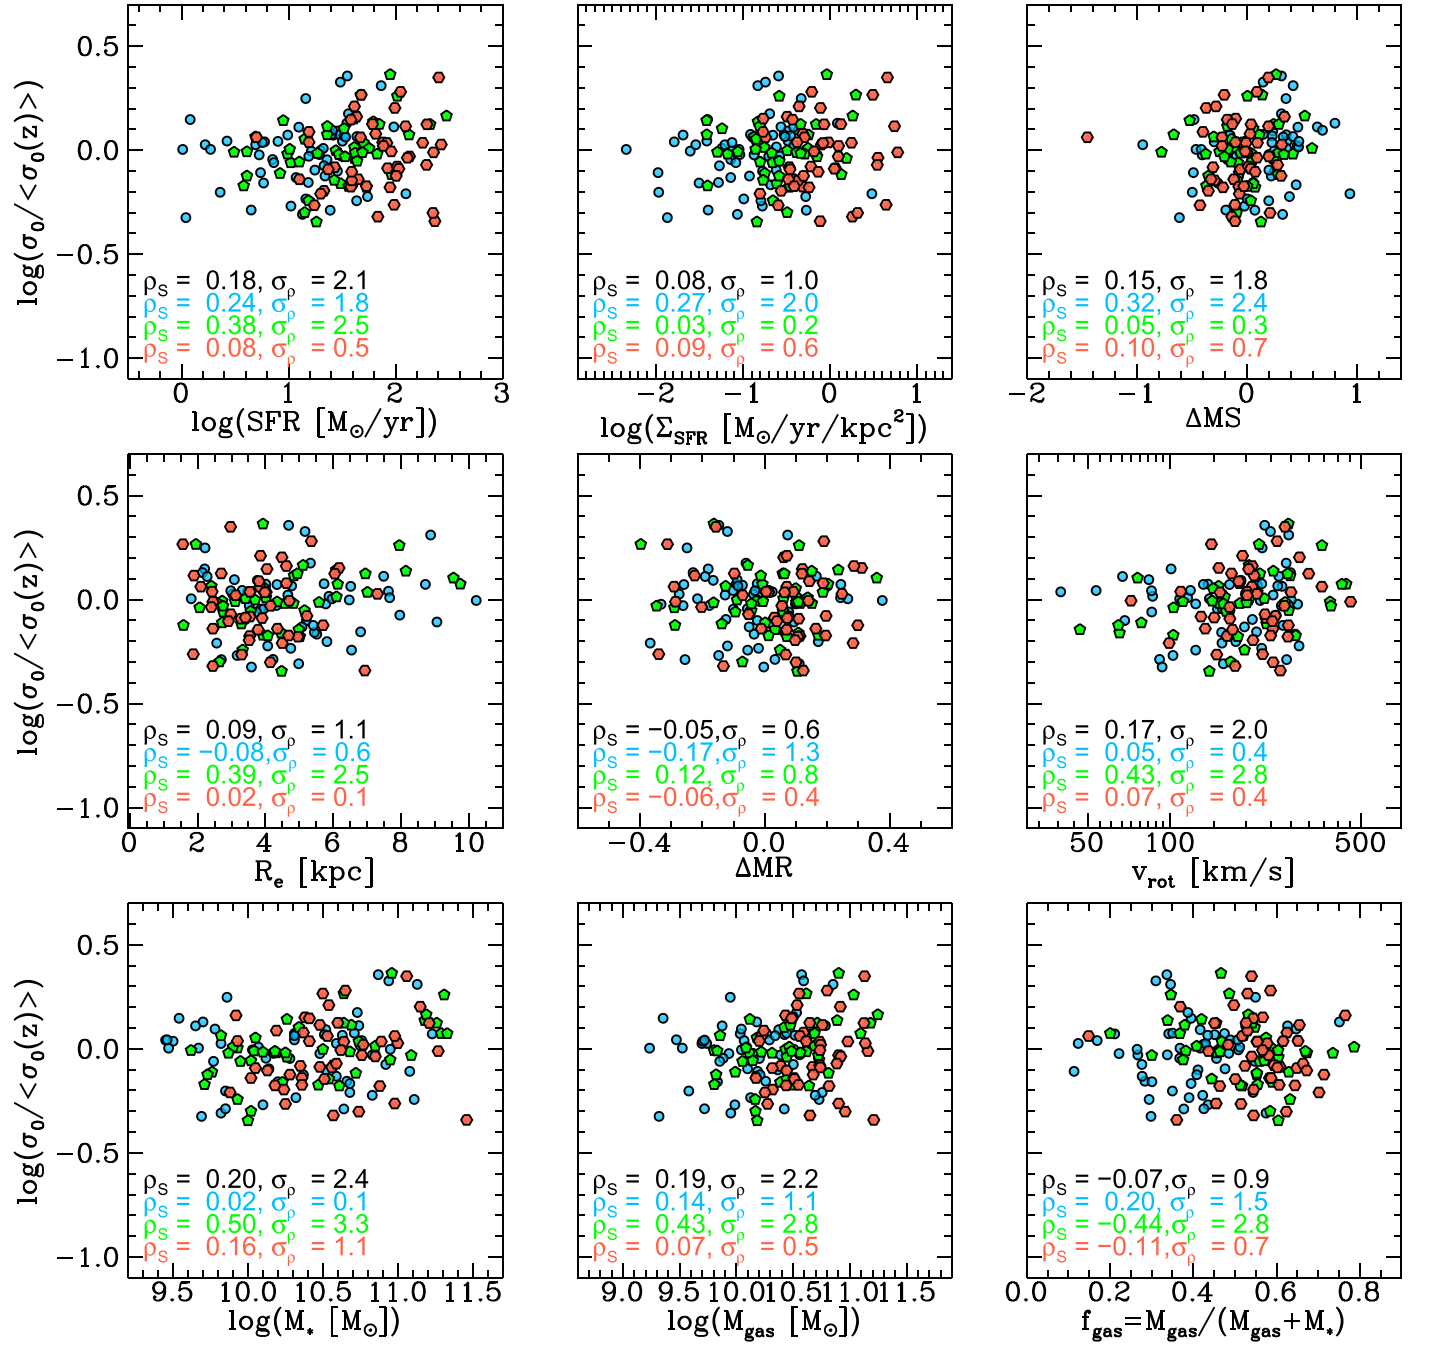 log(σ₀/<σ₀(z)>)
0.5
0.0
−0.5
−1.0
ρS = 0.18, σρ = 2.1
ρS = 0.24, σρ = 1.8
ρS = 0.38, σρ = 2.5
ρS = 0.08, σρ = 0.5
0 1 2 3
log(SFR [M⊙/yr])
ρS = 0.08, σρ = 1.0
ρS = 0.27, σρ = 2.0
ρS = 0.03, σρ = 0.2
ρS = 0.09, σρ = 0.6
−2 −1 0 1
log(ΣSFR [M⊙/yr/kpc²])
ρS = 0.15, σρ = 1.8
ρS = 0.32, σρ = 2.4
ρS = 0.05, σρ = 0.3
ρS = 0.10, σρ = 0.7
−2 −1 0 1
ΔMS
log(σ₀/<σ₀(z)>)
0.5
0.0
−0.5
−1.0
ρS = 0.09, σρ = 1.1
ρS = −0.08, σρ = 0.6
ρS = 0.39, σρ = 2.5
ρS = 0.02, σρ = 0.1
0 2 4 6 8 10
Re [kpc]
ρS = −0.05, σρ = 0.6
ρS = −0.17, σρ = 1.3
ρS = 0.12, σρ = 0.8
ρS = −0.06, σρ = 0.4
−0.4 0.0 0.4
ΔMR
ρS = 0.17, σρ = 2.0
ρS = 0.05, σρ = 0.4
ρS = 0.43, σρ = 2.8
ρS = 0.07, σρ = 0.4
50 100 500
vrot [km/s]
log(σ₀/<σ₀(z)>)
0.5
0.0
−0.5
−1.0
ρS = 0.20, σρ = 2.4
ρS = 0.02, σρ = 0.1
ρS = 0.50, σρ = 3.3
ρS = 0.16, σρ = 1.1
9.5 10.0 10.5 11.0 11.5
log(M* [M⊙])
ρS = 0.19, σρ = 2.2
ρS = 0.14, σρ = 1.1
ρS = 0.43, σρ = 2.8
ρS = 0.07, σρ = 0.5
9.0 9.5 10.0 10.5 11.0 11.5
log(Mgas [M⊙])
ρS = −0.07, σρ = 0.9
ρS = 0.20, σρ = 1.5
ρS = −0.44, σρ = 2.8
ρS = −0.11, σρ = 0.7
0.0 0.2 0.4 0.6 0.8
fgas=Mgas/(Mgas+M*)